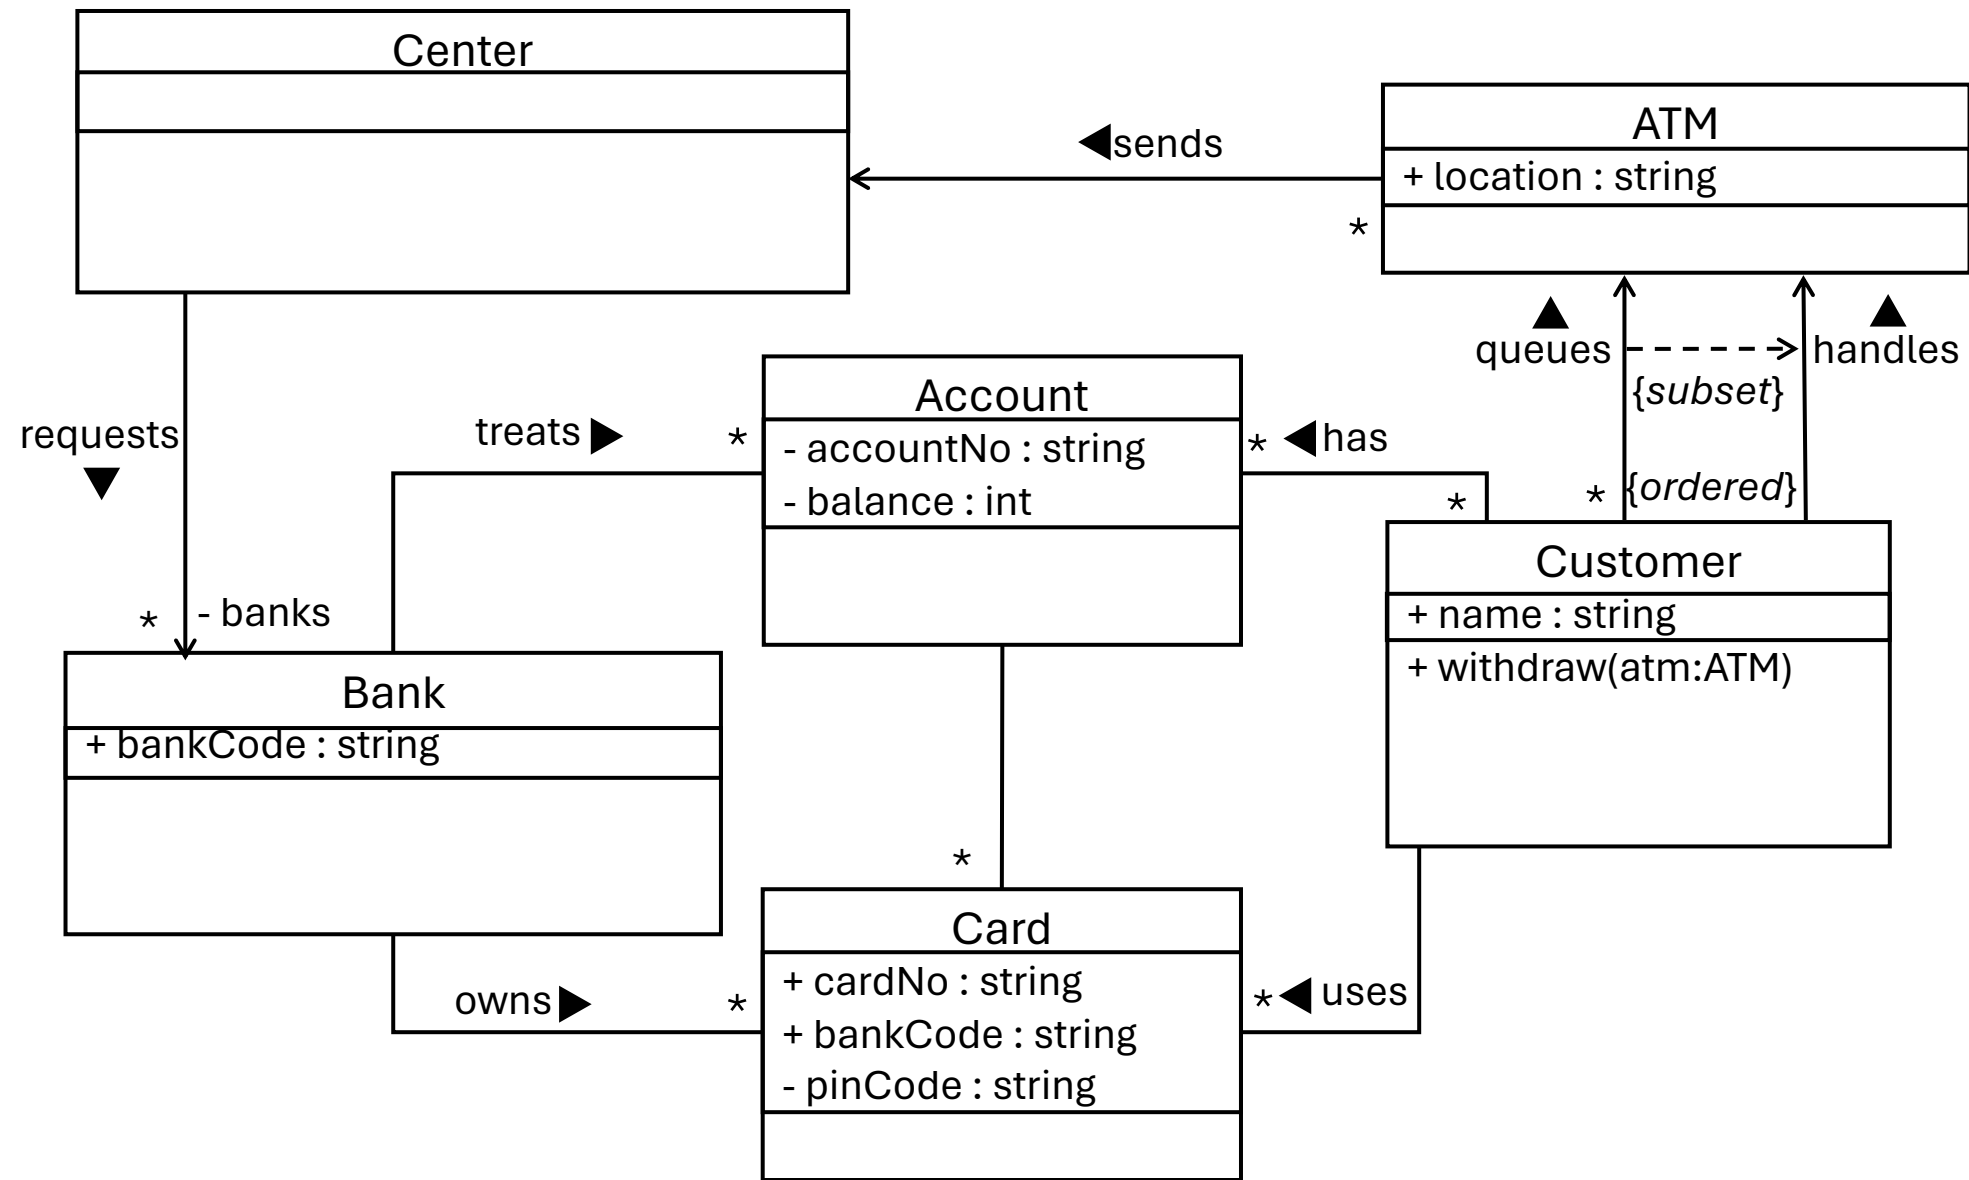 Center
ATM
+ location : string
◀sends
*
▲
queues
▲
handles
{subset}
{ordered}
*
requests
▼
* - banks
treats ▶
*
Account
- accountNo : string
- balance : int
* ◀has
*
Bank
+ bankCode : string
Customer
+ name : string
+ withdraw(atm:ATM)
*
Card
+ cardNo : string
+ bankCode : string
- pinCode : string
owns ▶
*
* ◀ uses